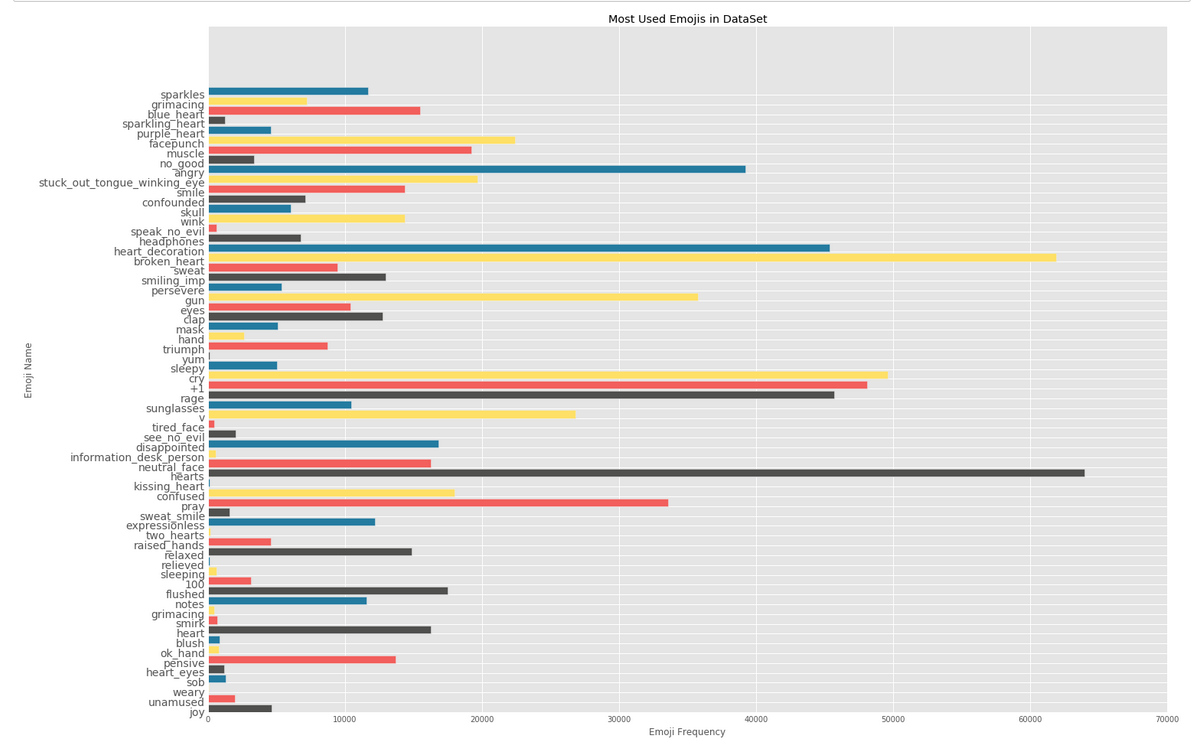 Most Used Emojis in DataSet
sparkles
grimacing
blue_heart
sparkling_heart
purple_heart
facepunch
muscle
no_good
angry
stuck_out_tongue_winking_eye
smile
confounded
skull
wink
speak_no_evil
headphones
heart_decoration
broken_heart
sweat
smiling_imp
persevere
gun
eyes
clap
mask
hand
triumph
yum
sleepy
cry
+1
rage
sunglasses
v
tired_face
see_no_evil
disappointed
information_desk_person
neutral_face
hearts
kissing_heart
confused
pray
sweat_smile
expressionless
two_hearts
raised_hands
relaxed
relieved
sleeping
100
flushed
notes
grimacing
smirk
heart
blush
ok_hand
pensive
heart_eyes
sob
weary
unamused
joy
Emoji Name
0 10000 20000 30000 40000 50000 60000 70000
Emoji Frequency